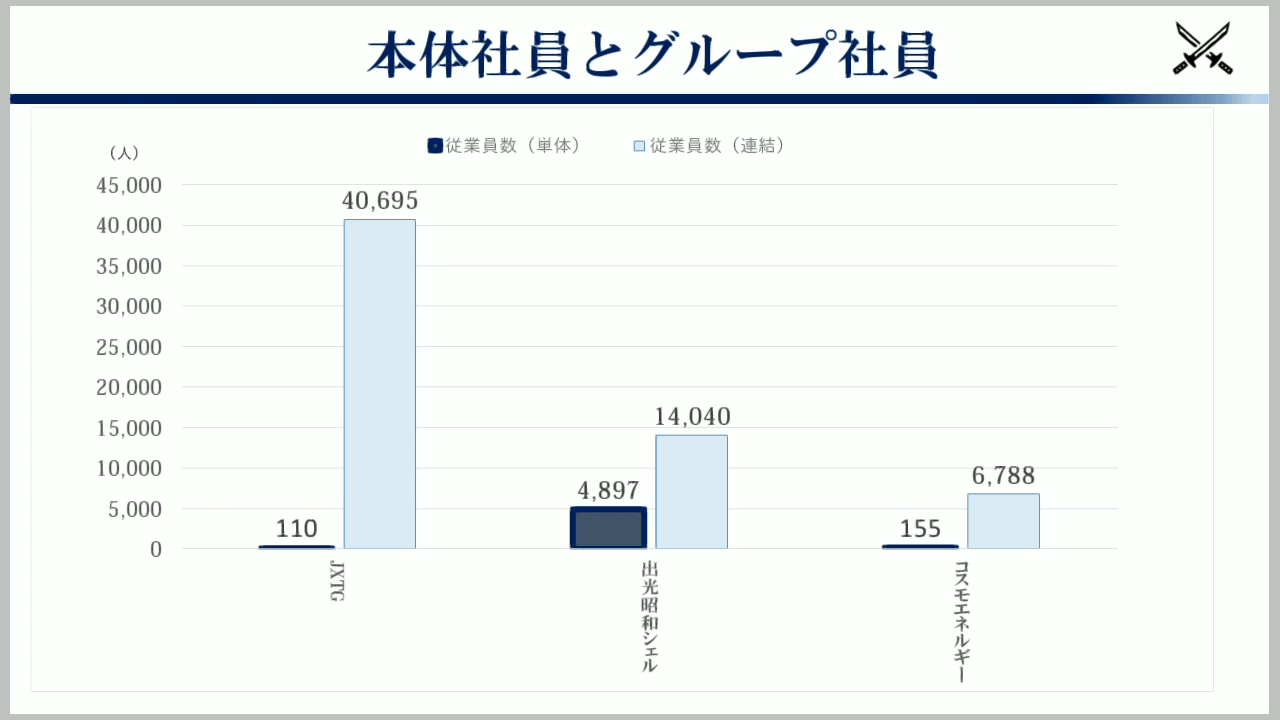 本体社員とグループ社員
従業員数（単体） 従業員数（連結）
（人）
45,000
40,000
35,000
30,000
25,000
20,000
15,000
10,000
5,000
0
110
40,695
4,897
14,040
155
6,788
JXTG
出光昭和シェル
コスモエネルギー